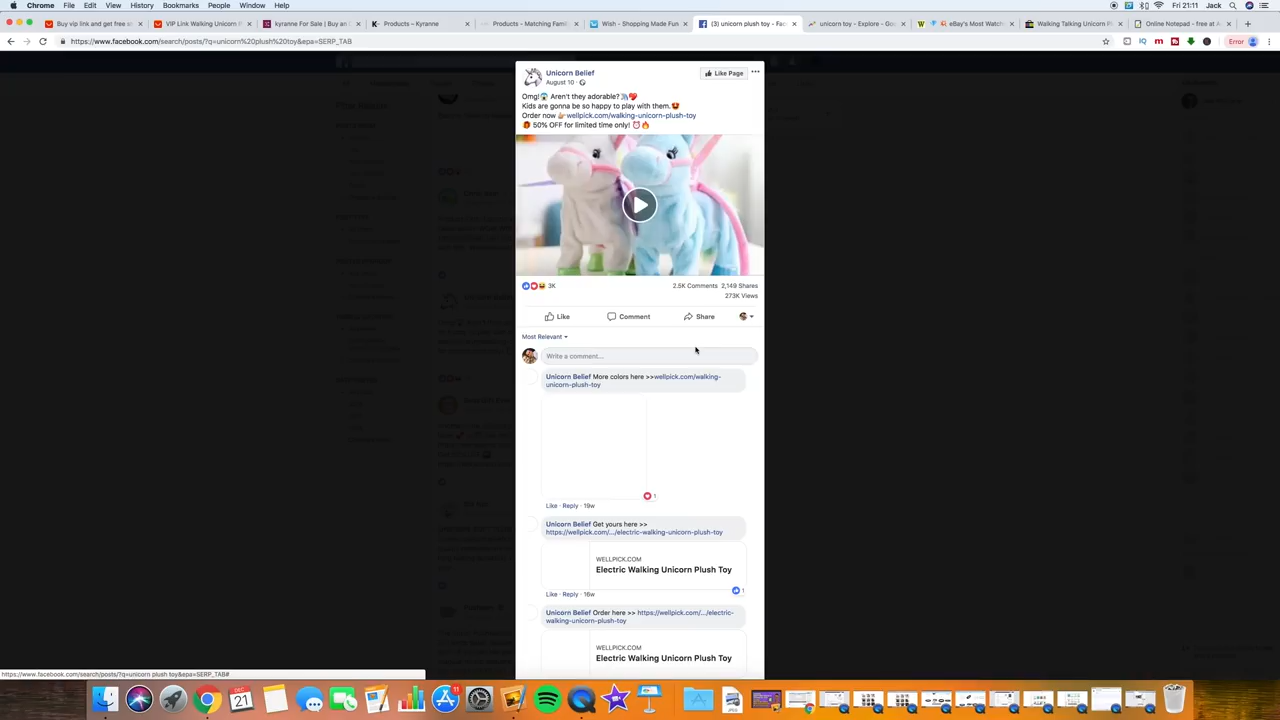 Chrome File Edit View History Bookmarks People Window Help
Fri 21:11 Jack
Buy vip link and get free s
VIP Link Walking Unicorn P
kyranne For Sale | Buy an
Products – Kyranne
Products – Matching Famil
Wish - Shopping Made Fun
(3) unicorn plush toy - Fac
unicorn toy - Explore - Goo
eBay's Most Watch
Walking Talking Unicorn Pl
Online Notepad - free at A
https://www.facebook.com/search/posts/?q=unicorn%20plush%20toy&epa=SERP_TAB
Error
Unicorn Belief
Like Page
August 10
Omg! Aren't they adorable?
Kids are gonna be so happy to play with them.
Order now wellpick.com/walking-unicorn-plush-toy
50% OFF for limited time only!
3K
2.5K Comments 2,149 Shares
273K Views
Like Comment Share
Most Relevant
Write a comment...
Unicorn Belief More colors here >>wellpick.com/walking-
unicorn-plush-toy
1
Like · Reply · 19w
Unicorn Belief Get yours here >>
https://wellpick.com/.../electric-walking-unicorn-plush-toy
WELLPICK.COM
Electric Walking Unicorn Plush Toy
1
Like · Reply · 16w
Unicorn Belief Order here >> https://wellpick.com/.../electric-
walking-unicorn-plush-toy
WELLPICK.COM
Electric Walking Unicorn Plush Toy
https://www.facebook.com/search/posts/?q=unicorn plush toy&epa=SERP_TAB#